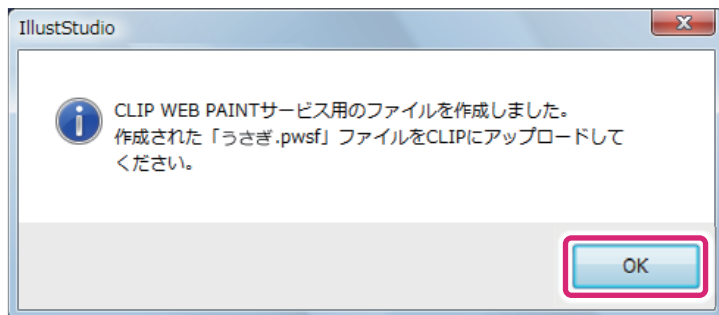 IllustStudio
CLIP WEB PAINTサービス用のファイルを作成しました。
作成された「うさぎ.pwsf」ファイルをCLIPにアップロードして
ください。
OK